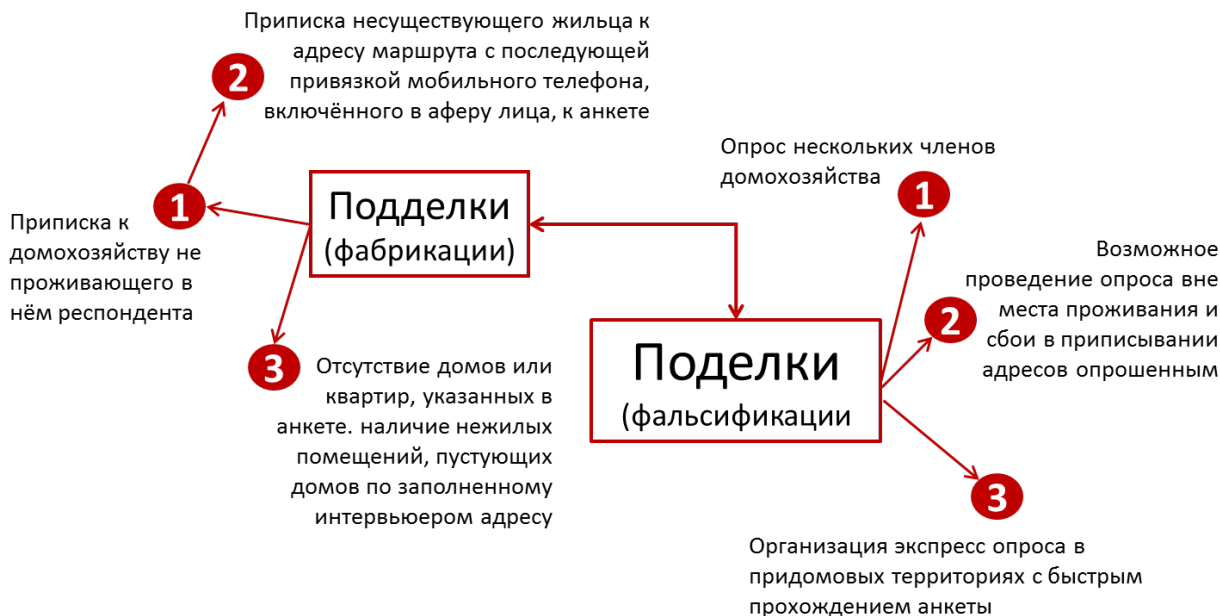 Приписка несуществующего жильца к
адресу маршрута с последующей
привязкой мобильного телефона,
включённого в аферу лица, к анкете
2
1
Приписка к
домохозяйству не
проживающего в
нём респондента
Подделки
(фабрикации)
3
Отсутствие домов или
квартир, указанных в
анкете. наличие нежилых
помещений, пустующих
домов по заполненному
интервьюером адресу
Опрос нескольких членов
домохозяйства
1
Возможное
проведение опроса вне
места проживания и
сбои в приписывании
адресов опрошенным
2
Поделки
(фальсификации
3
Организация экспресс опроса в
придомовых территориях с быстрым
прохождением анкеты